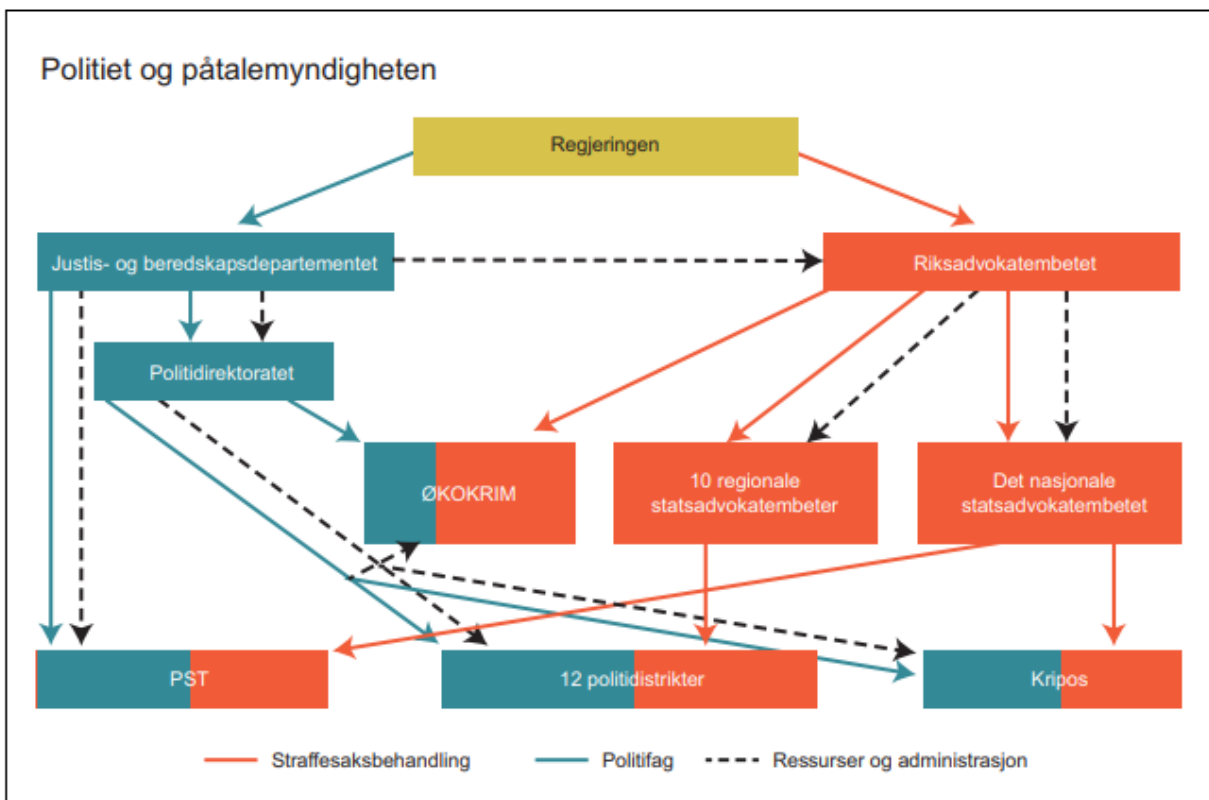 Politiet og påtalemyndigheten
Regjeringen
Justis- og beredskapsdepartementet
Riksadvokatembetet
Politidirektoratet
ØKOKRIM
10 regionale
statsadvokatembeter
Det nasjonale
statsadvokatembetet
PST
12 politidistrikter
Kripos
Straffesaksbehandling
Politifag
Ressurser og administrasjon